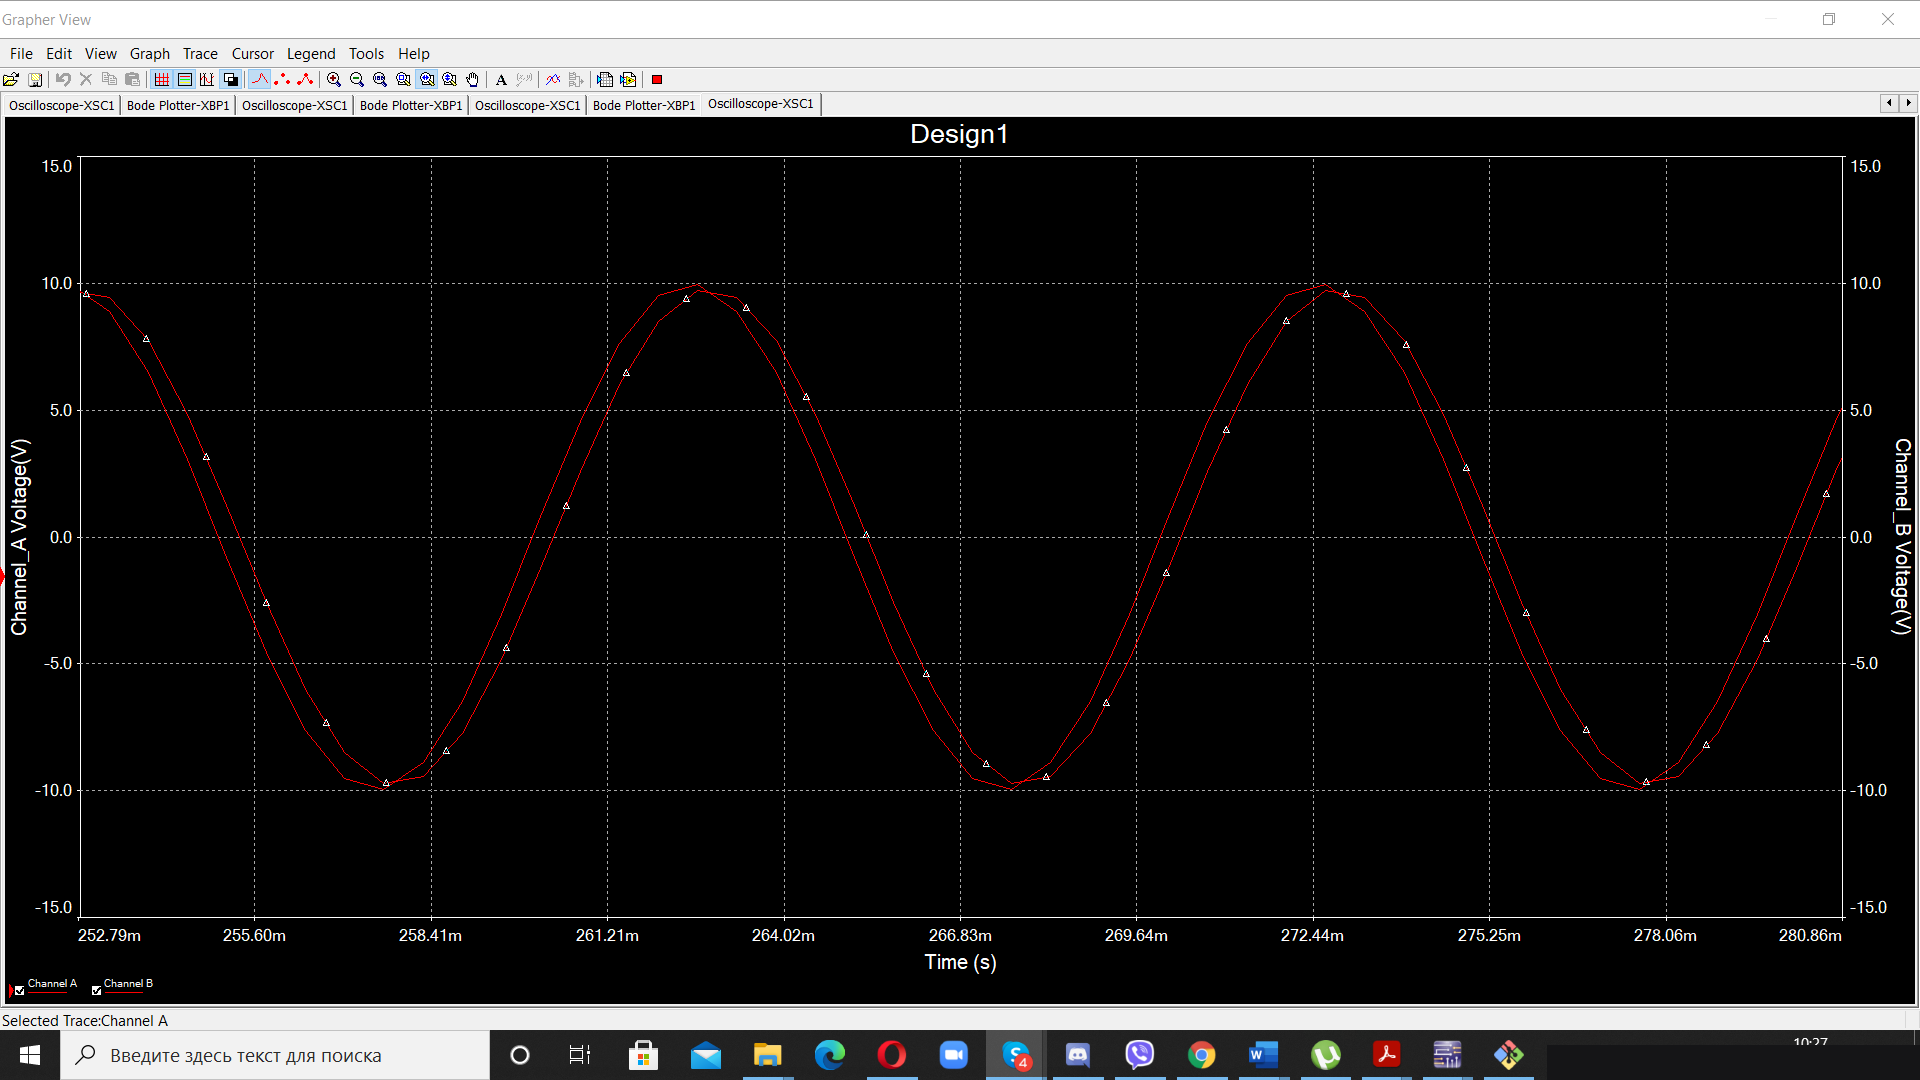 Grapher View
File Edit View Graph Trace Cursor Legend Tools Help
Oscilloscope-XSC1 Bode Plotter-XBP1 Oscilloscope-XSC1 Bode Plotter-XBP1 Oscilloscope-XSC1 Bode Plotter-XBP1 Oscilloscope-XSC1
Design1
15.0 15.0
10.0 10.0
5.0 5.0
Channel_A Voltage(V)
Channel_B Voltage(V)
0.0 0.0
-5.0 -5.0
-10.0 -10.0
-15.0 -15.0
252.79m 255.60m 258.41m 261.21m 264.02m 266.83m 269.64m 272.44m 275.25m 278.06m 280.86m
Time (s)
Channel A Channel B
Selected Trace:Channel A
Введите здесь текст для поиска
4
10:27